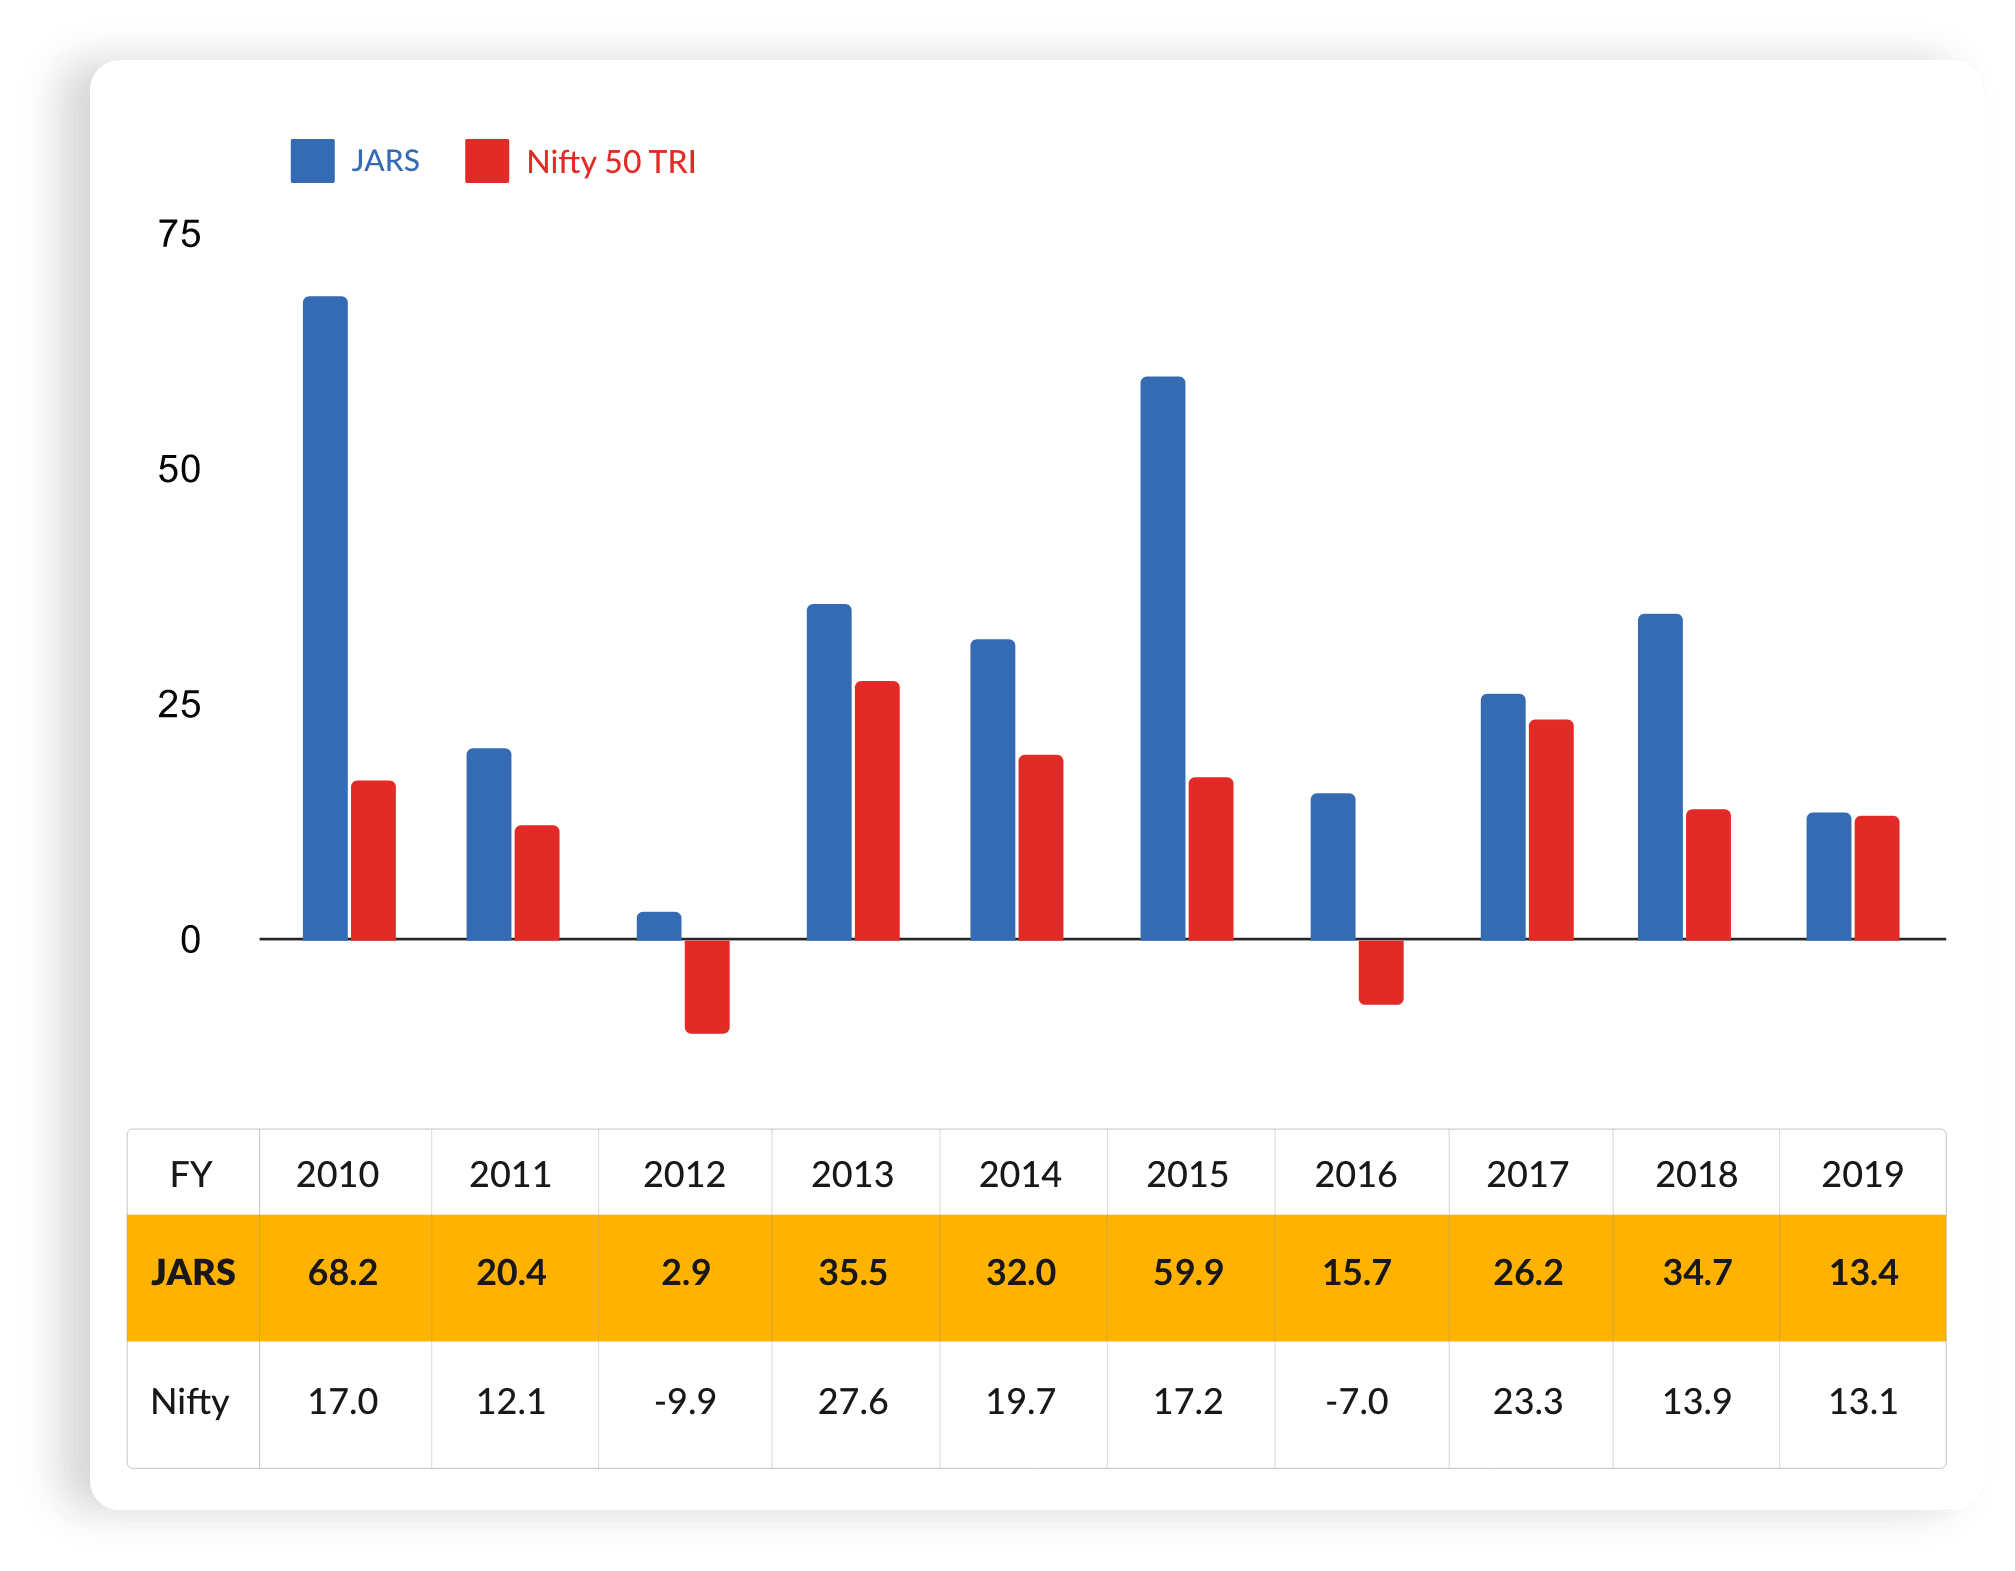 JARS Nifty 50 TRI
75
50
25
0
FY 2010 2011 2012 2013 2014 2015 2016 2017 2018 2019
JARS 68.2 20.4 2.9 35.5 32.0 59.9 15.7 26.2 34.7 13.4
Nifty 17.0 12.1 -9.9 27.6 19.7 17.2 -7.0 23.3 13.9 13.1